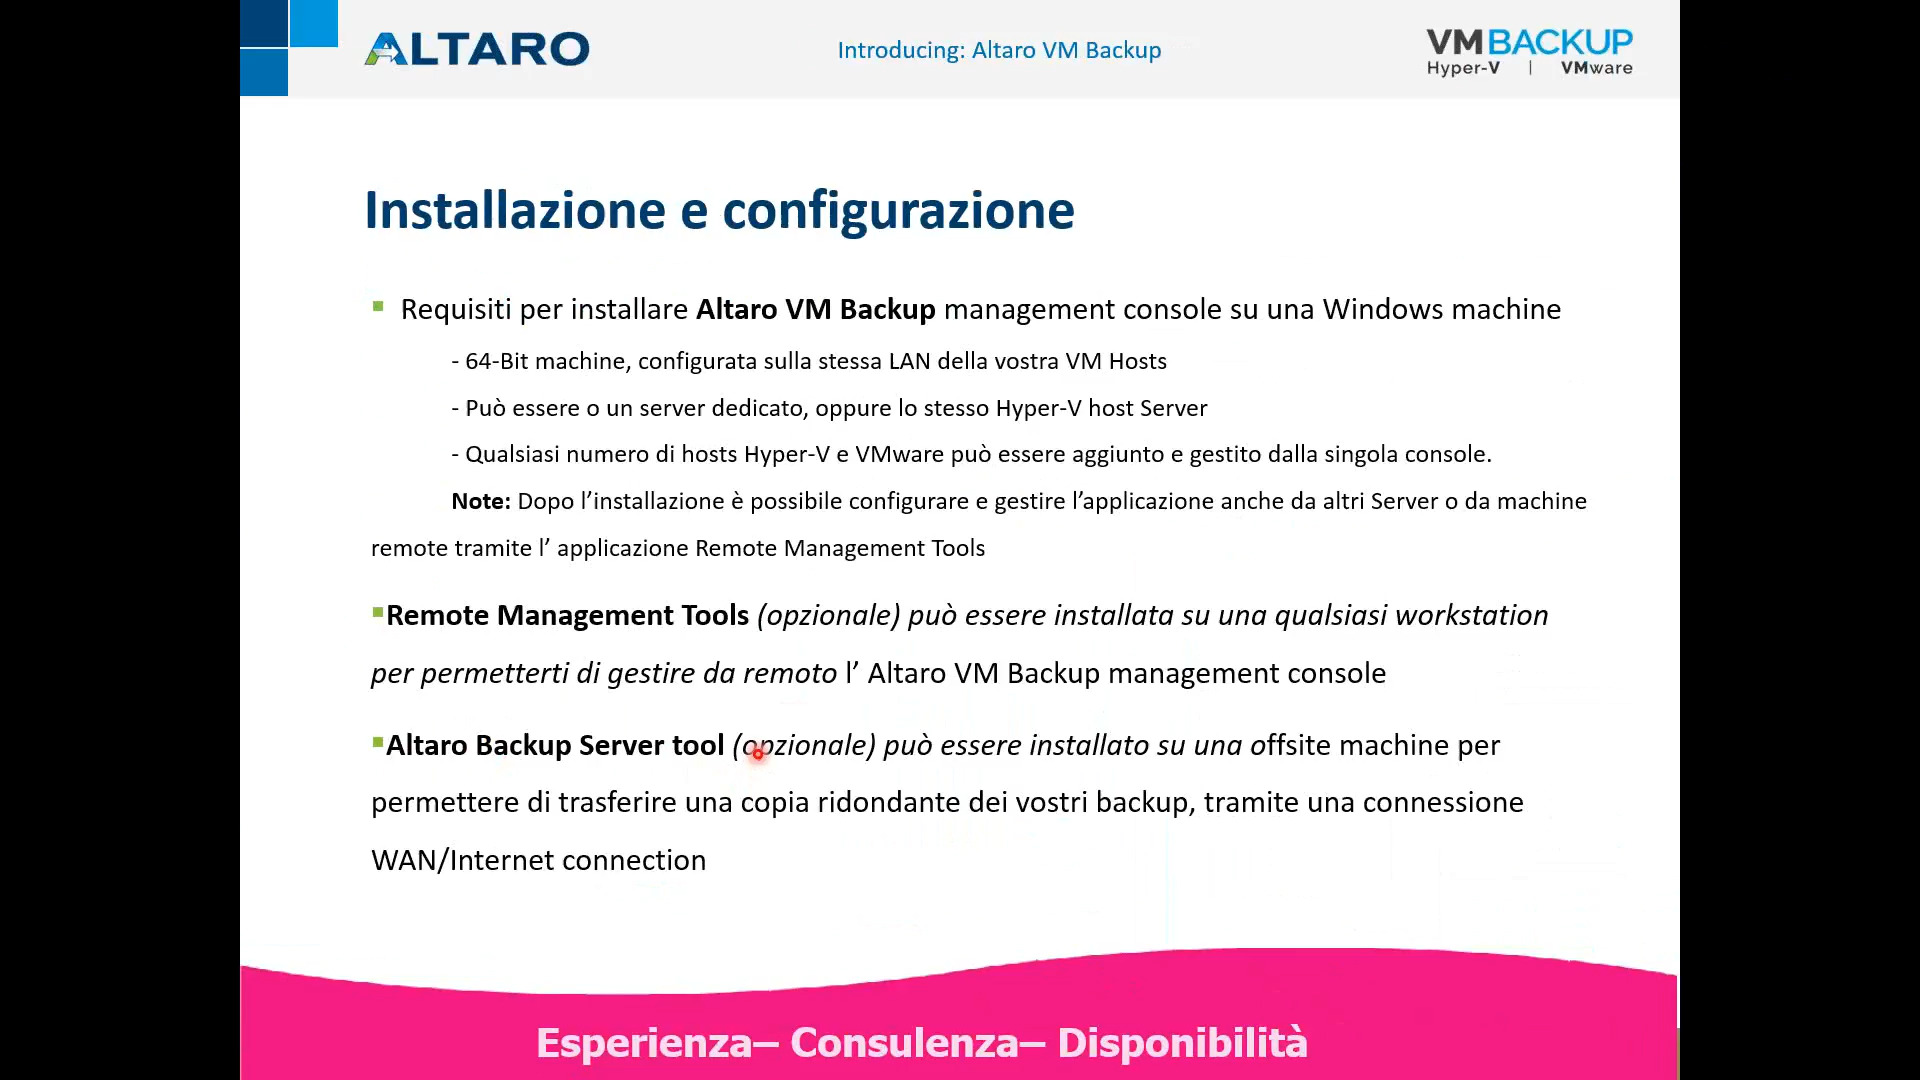 ALTARO
Introducing: Altaro VM Backup
VMBACKUP
Hyper-V | VMware
Installazione e configurazione
▪ Requisiti per installare Altaro VM Backup management console su una Windows machine
- 64-Bit machine, configurata sulla stessa LAN della vostra VM Hosts
- Può essere o un server dedicato, oppure lo stesso Hyper-V host Server
- Qualsiasi numero di hosts Hyper-V e VMware può essere aggiunto e gestito dalla singola console.
Note: Dopo l’installazione è possibile configurare e gestire l’applicazione anche da altri Server o da machine
remote tramite l’ applicazione Remote Management Tools
▪Remote Management Tools (opzionale) può essere installata su una qualsiasi workstation
per permetterti di gestire da remoto l’ Altaro VM Backup management console
▪Altaro Backup Server tool (opzionale) può essere installato su una offsite machine per
permettere di trasferire una copia ridondante dei vostri backup, tramite una connessione
WAN/Internet connection
Esperienza– Consulenza– Disponibilità